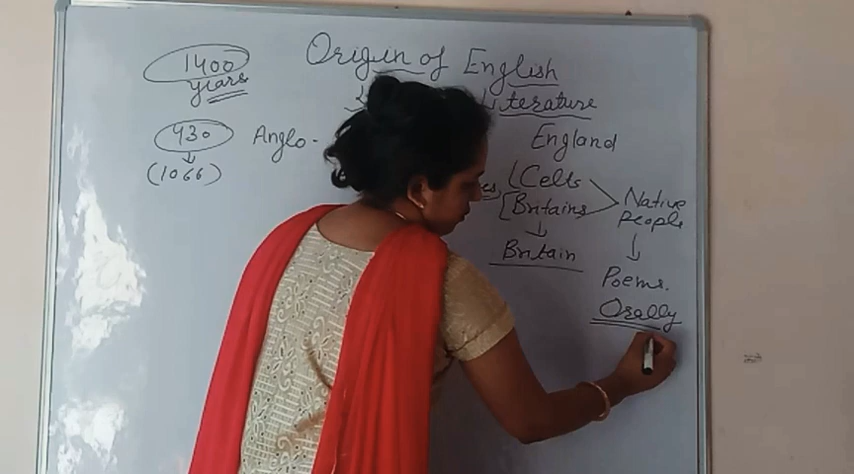 Origin of English
Literature
1400
years
430
(1066)
Anglo-
England
Celts
Britains
Native
People
Britain
Poems.
Orally